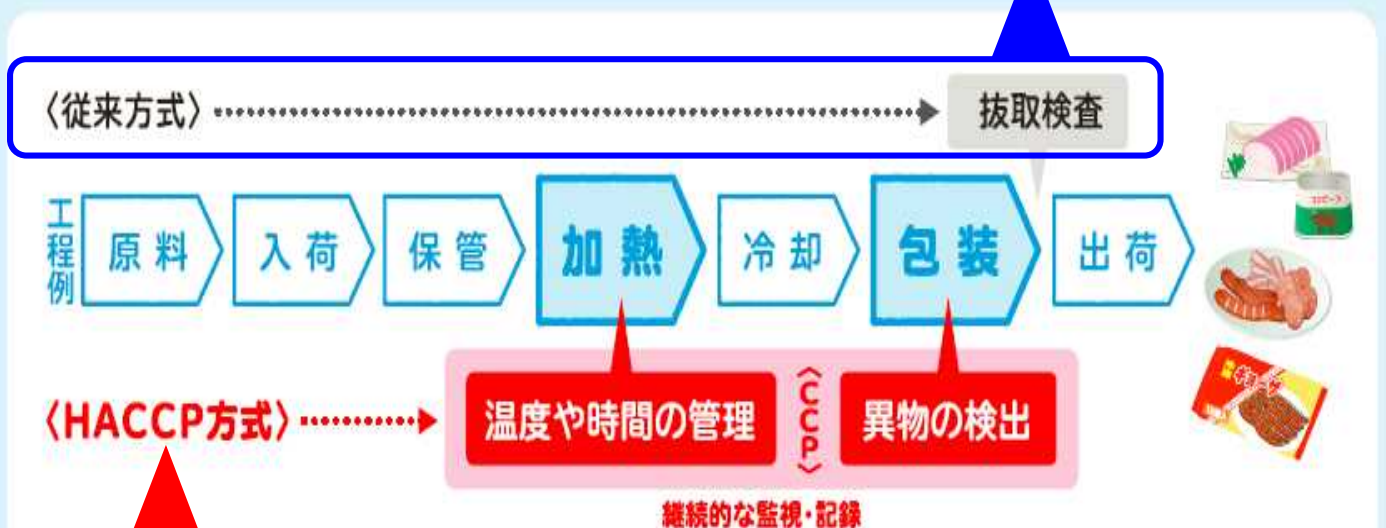 〈従来方式〉
抜取検査
工程例
原料
入荷
保管
加熱
冷却
包装
出荷
〈HACCP方式〉
温度や時間の管理
〈CCP〉
異物の検出
継続的な監視・記録